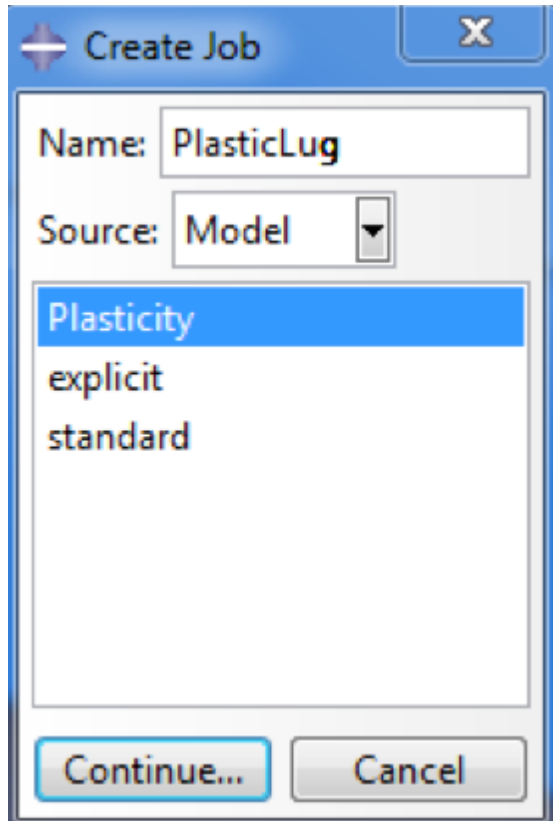 Create Job
Name: PlasticLug
Source: Model
Plasticity
explicit
standard
Continue... Cancel